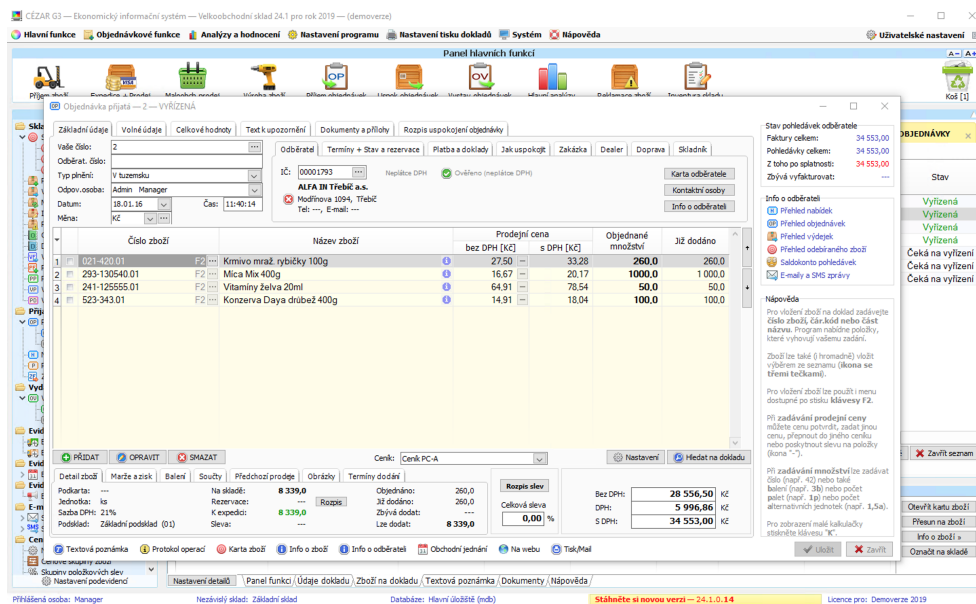 CÉZAR G3 — Ekonomický informační systém — Velkoobchodní sklad 24.1 pro rok 2019 — (demoverze)
Hlavní funkce Objednávkové funkce Analýzy a hodnocení Nastavení programu Nastavení tisku dokladů Systém Nápověda Uživatelské nastavení
Panel hlavních funkcí A- A+
Koš [1]
Objednávka přijatá — 2 — VYŘÍZENÁ
Základní údaje Volné údaje Celkové hodnoty Text k upozornění Dokumenty a přílohy Rozpis uspokojení objednávky
Vaše číslo: 2
Odběrat. číslo:
Typ plnění: V tuzemsku
Odpov.osoba: Admin Manager
Datum: 18.01.16 Čas: 11:40:14
Měna: Kč
Odběratel Termíny + Stav a rezervace Platba a doklady Jak uspokojit Zakázka Dealer Doprava Skladník
IČ: 00001793 Neplátce DPH Ověřeno (neplátce DPH)
ALFA IN Třebíč a.s.
Modřínova 1094, Třebíč
Tel: ---, E-mail: ---
Karta odběratele
Kontaktní osoby
Info o odběrateli
Stav pohledávek odběratele
Faktury celkem: 34 553,00
Pohledávky celkem: 34 553,00
Z toho po splatnosti: 34 553,00
Zbývá vyfakturovat: ---
Info o odběrateli
Přehled nabídek
Přehled objednávek
Přehled výdejek
Přehled odebíraného zboží
Saldokonto pohledávek
E-maily a SMS zprávy
OBJEDNÁVKY
Stav
Vyřízená
Vyřízená
Vyřízená
Vyřízená
Čeká na vyřízení
Čeká na vyřízení
Čeká na vyřízení
Číslo zboží Název zboží Prodejní cena Objednané množství Již dodáno
bez DPH [Kč] s DPH [Kč]
1 021-420.01 F2 Krmivo mraž. rybičky 100g 27,50 33,28 260,0 260,0
2 293-130540.01 F2 Mica Mix 400g 16,67 20,17 1000,0 1 000,0
3 241-125555.01 F2 Vitamíny želva 20ml 64,91 78,54 50,0 50,0
4 523-343.01 F2 Konzerva Daya drůbež 400g 14,91 18,04 100,0 100,0
Nápověda
Pro vložení zboží na doklad zadávejte
číslo zboží, čár.kód nebo část
názvu. Program nabídne položky,
které vyhovují vašemu zadání.
Zboží lze také (i hromadně) vložit
výběrem ze seznamu (ikona se
třemi tečkami).
Pro vložení zboží lze použít i menu
dostupné po stisku klávesy F2.
Při zadávání prodejní ceny
můžete cenu potvrdit, zadat jinou
cenu, přepnout do jiného ceníku
nebo poskytnout slevu na položky
(ikona "-").
Při zadávání množství lze zadávat
číslo (např. 42) nebo také
balení (např. 3b) nebo počet
palet (např. 1p) nebo počet
alternativních jednotek (např. 1,5a).
Pro zobrazení malé kalkulačky
stiskněte klávesu "K".
PŘIDAT OPRAVIT SMAZAT Ceník: Ceník PC-A Nastavení Hledat na dokladu
Zavřít seznam
Detail zboží Marže a zisk Balení Součty Předchozí prodeje Obrázky Termíny dodání
Podkarta: --- Na skladě: 8 339,0 Objednáno: 260,0
Jednotka: ks Rezervace: --- Rozpis Již dodáno: 260,0
Sazba DPH: 21% K expedici: 8 339,0 Zbývá dodat: ---
Podsklad: Základní podsklad (01) Sleva: --- Lze dodat: 8 339,0
Rozpis slev
Celková sleva
0,00 %
Bez DPH: 28 556,50 Kč
DPH: 5 996,86 Kč
S DPH: 34 553,00 Kč
Otevřít kartu zboží
Přesun na zboží
Info o zboží »
Označit na skladě
Textová poznámka Protokol operací Karta zboží Info o zboží Info o odběrateli Obchodní jednání Na webu Tisk/Mail Uložit Zavřít
Cenové skupiny zboží
Skupiny položkových slev
Nastavení podevidencí Nastavení detailů Panel funkcí Údaje dokladu Zboží na dokladu Textová poznámka Dokumenty Nápověda
Přihlášená osoba: Manager Nezávislý sklad: Základní sklad Databáze: Hlavní úložiště (mdb) Stáhněte si novou verzi — 24.1.0.14 Licence pro: Demoverze 2019